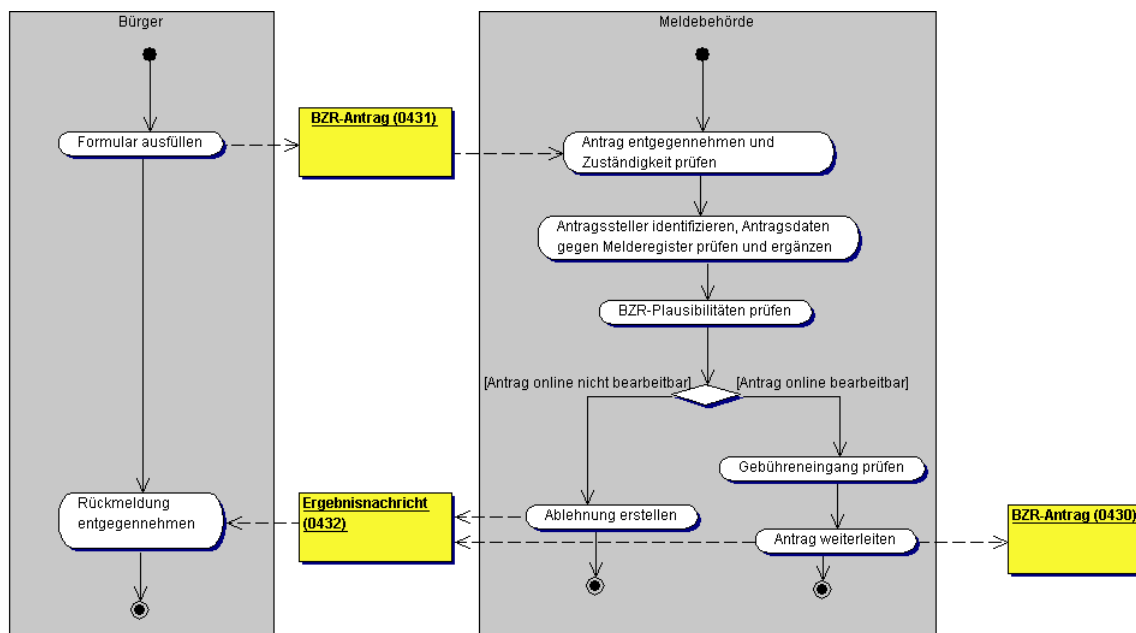 Bürger
Meldebehörde
BZR-Antrag (0431)
Formular ausfüllen
Antrag entgegennehmen und
Zuständigkeit prüfen
Antragssteller identifizieren, Antragsdaten
gegen Melderegister prüfen und ergänzen
BZR-Plausibilitäten prüfen
[Antrag online nicht bearbeitbar]
[Antrag online bearbeitbar]
Gebühreneingang prüfen
Rückmeldung
entgegennehmen
Ergebnisnachricht
(0432)
Ablehnung erstellen
Antrag weiterleiten
BZR-Antrag (0430)